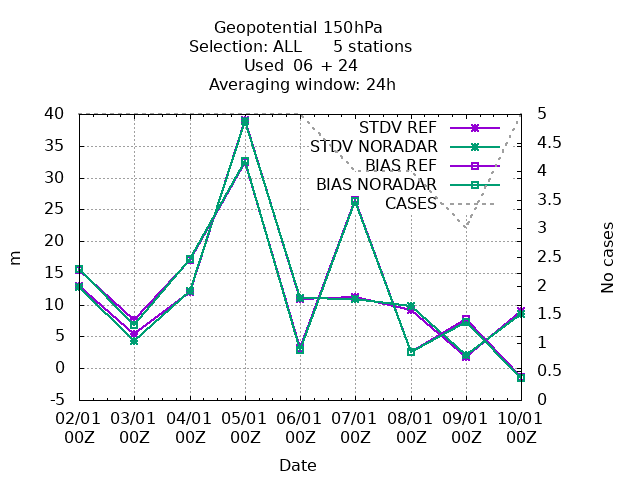 Geopotential 150hPa
Selection: ALL 5 stations
Used 06 + 24
Averaging window: 24h
STDV REF
STDV NORADAR
BIAS REF
BIAS NORADAR
CASES
40
35
30
25
20
15
10
5
0
-5
m
5
4.5
4
3.5
3
2.5
2
1.5
1
0.5
0
No cases
02/01 03/01 04/01 05/01 06/01 07/01 08/01 09/01 10/01
00Z 00Z 00Z 00Z 00Z 00Z 00Z 00Z 00Z
Date